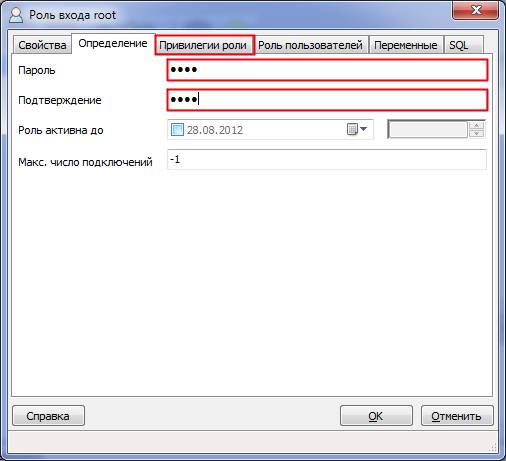 Роль входа root
Свойства Определение Привилегии роли Роль пользователей Переменные SQL
Пароль ••••
Подтверждение ••••
Роль активна до 28.08.2012
Макс. число подключений -1
Справка OK Отменить